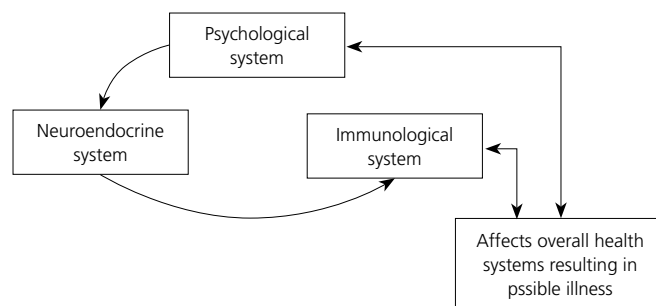 Psychological
system
Neuroendocrine
system
Immunological
system
Affects overall health
systems resulting in
pssible illness